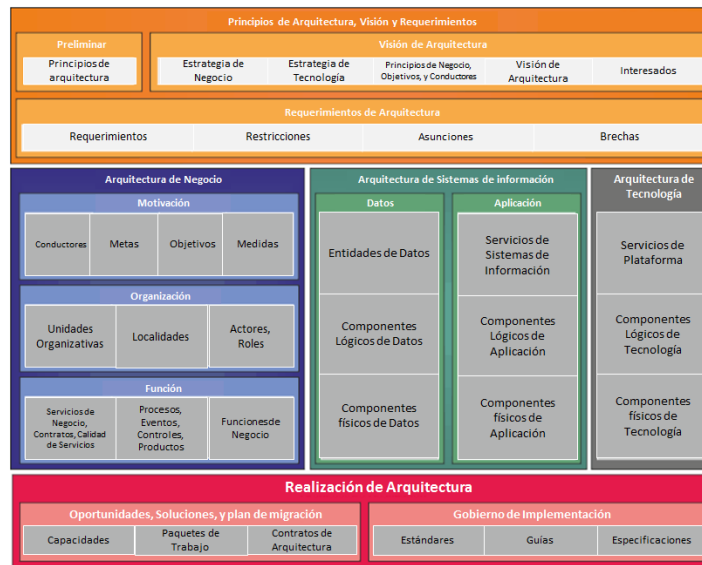 Principios de Arquitectura, Visión y Requerimientos
Preliminar
Principios de
arquitectura
Visión de Arquitectura
Estrategia de
Negocio
Estrategia de
Tecnología
Principios de Negocio,
Objetivos, y Conductores
Visión de
Arquitectura
Interesados
Requerimientos de Arquitectura
Requerimientos
Restricciones
Asunciones
Brechas
Arquitectura de Negocio
Motivación
Conductores
Metas
Objetivos
Medidas
Organización
Unidades
Organizativas
Localidades
Actores,
Roles
Función
Servicios de
Negocio,
Contratos, Calidad
de Servicios
Procesos,
Eventos,
Controles,
Productos
Funciones de
Negocio
Arquitectura de Sistemas de información
Datos
Entidades de Datos
Componentes
Lógicos de Datos
Componentes
físicos de Datos
Aplicación
Servicios de
Sistemas de
Información
Componentes
Lógicos de
Aplicación
Componentes
físicos de
Aplicación
Arquitectura de
Tecnología
Servicios de
Plataforma
Componentes
Lógicos de
Tecnología
Componentes
físicos de
Tecnología
Realización de Arquitectura
Oportunidades, Soluciones, y plan de migración
Capacidades
Paquetes de
Trabajo
Contratos de
Arquitectura
Gobierno de Implementación
Estándares
Guías
Especificaciones